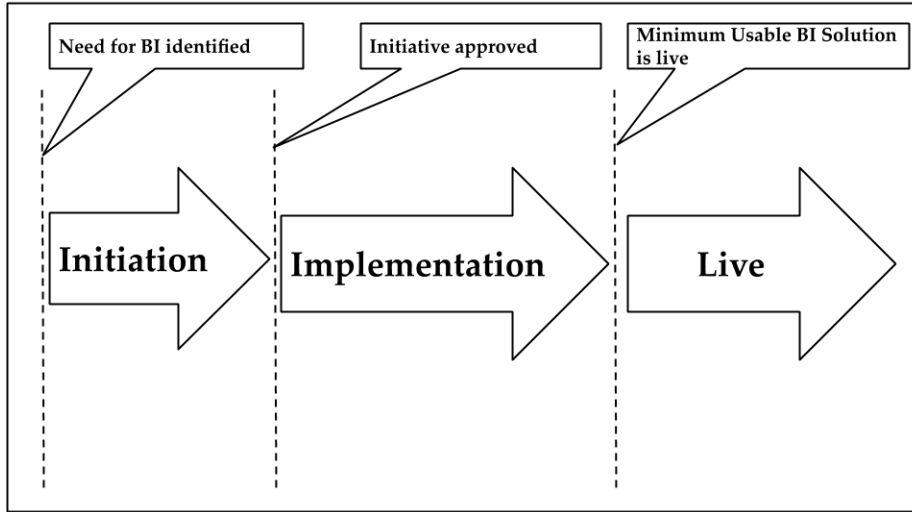 Need for BI identified
Initiative approved
Minimum Usable BI Solution
is live
Initiation
Implementation
Live